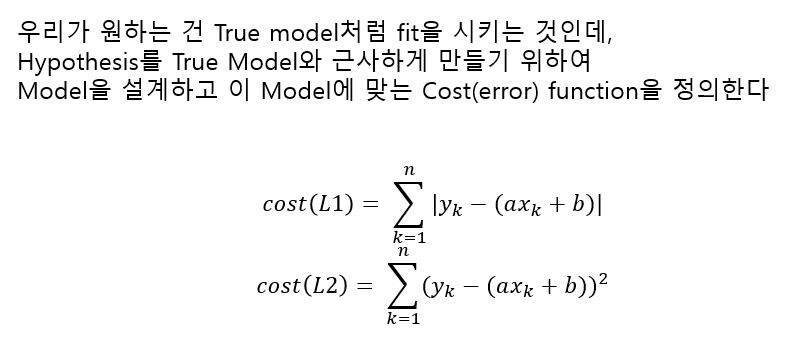 우리가 원하는 건 True model처럼 fit을 시키는 것인데,
Hypothesis를 True Model와 근사하게 만들기 위하여
Model을 설계하고 이 Model에 맞는 Cost(error) function을 정의한다
cost(L1) = ∑_{k=1}^{n} |y_k − (ax_k + b)|
cost(L2) = ∑_{k=1}^{n} (y_k − (ax_k + b))²